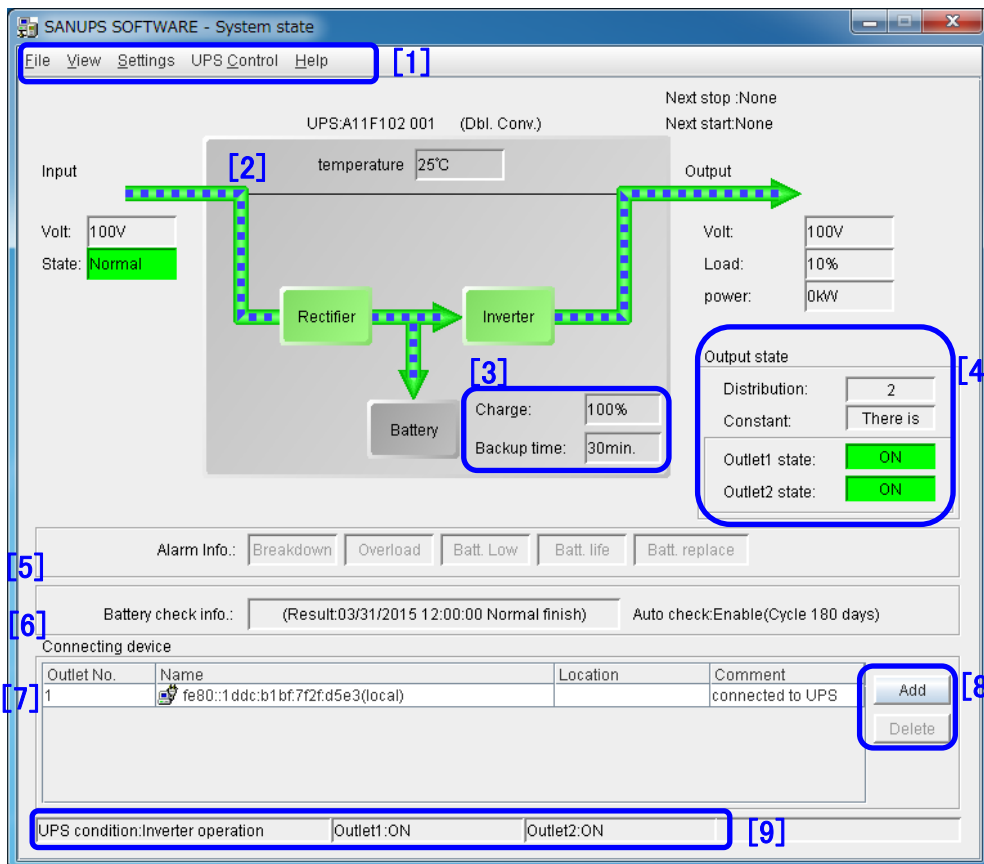 SANUPS SOFTWARE - System state
File View Settings UPS Control Help
[1]
Next stop :None
UPS:A11F102 001 (Dbl. Conv.)
Next start:None
[2]
temperature 25℃
Input
Output
Volt: 100V
State: Normal
Volt: 100V
Load: 10%
power: 0kW
Rectifier
Inverter
[3]
Battery
Charge: 100%
Backup time: 30min.
Output state
[4
Distribution: 2
Constant: There is
Outlet1 state: ON
Outlet2 state: ON
[5]
Alarm Info.: Breakdown Overload Batt. Low Batt. life Batt. replace
[6]
Battery check info.: (Result:03/31/2015 12:00:00 Normal finish) Auto check:Enable(Cycle 180 days)
Connecting device
[7]
Outlet No. Name Location Comment
1 fe80::1ddc:b1bf:7f2f:d5e3(local) connected to UPS
Add
[8
Delete
UPS condition:Inverter operation Outlet1:ON Outlet2:ON
[9]